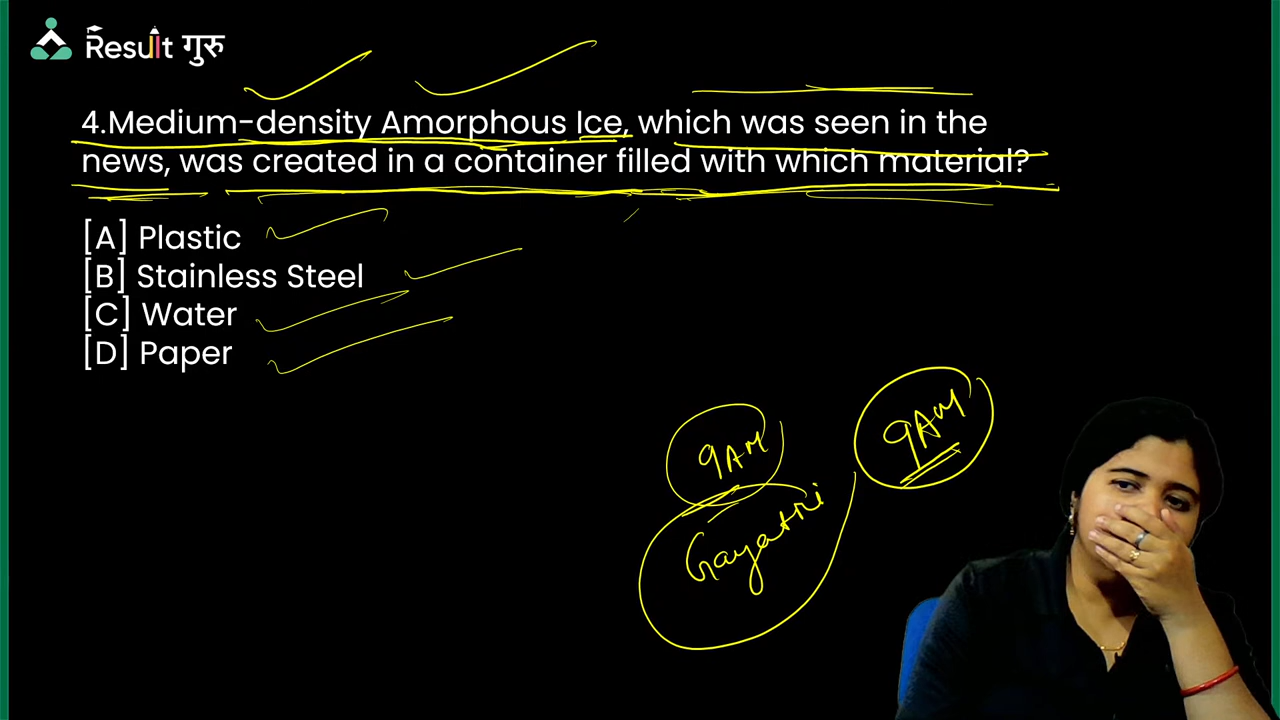 Result गुरु
4.Medium-density Amorphous Ice, which was seen in the
news, was created in a container filled with which material?
[A] Plastic
[B] Stainless Steel
[C] Water
[D] Paper
9AM
9AM
Gayatri